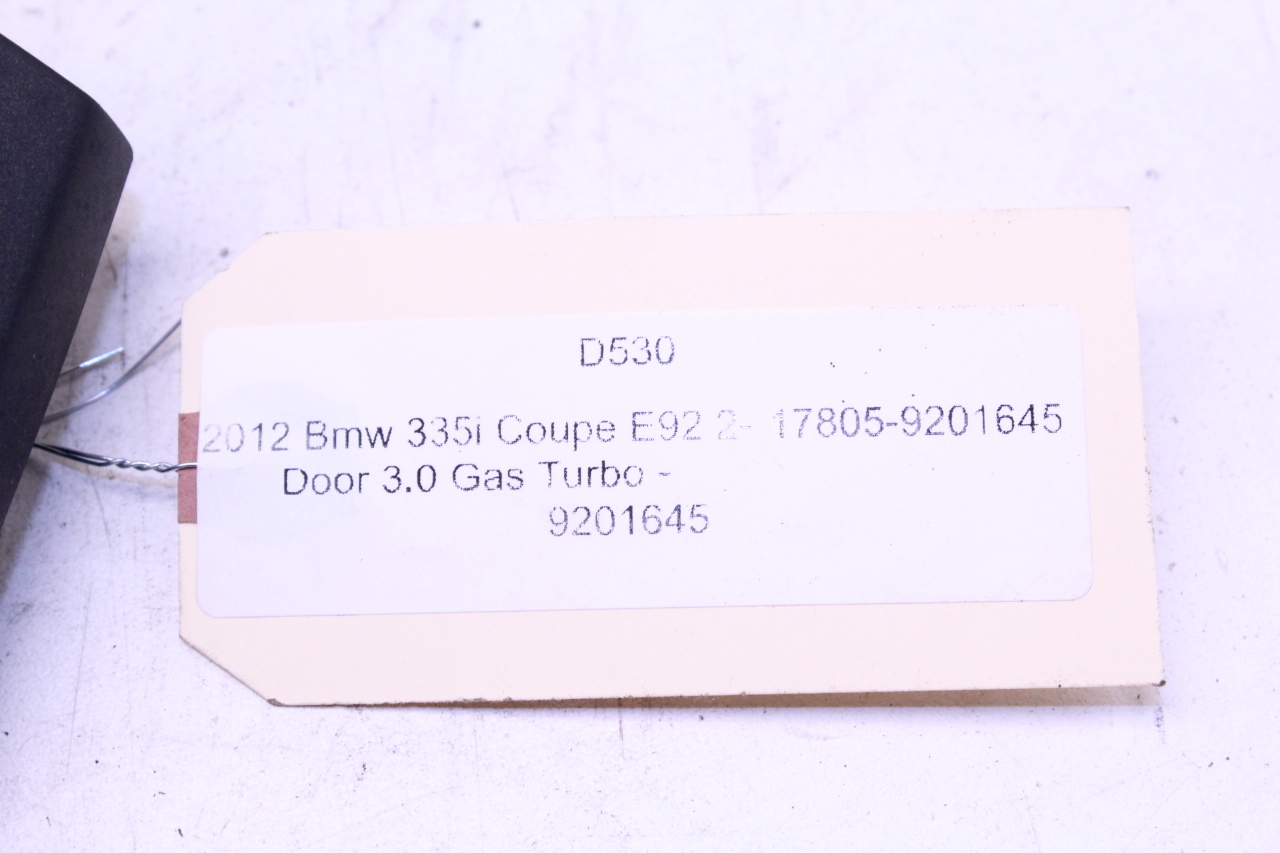 D530
2012 Bmw 335i Coupe E92 2- 17805-9201645
Door 3.0 Gas Turbo -
9201645